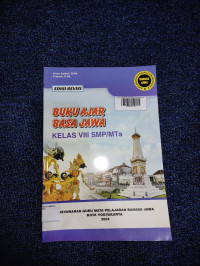 EDISI REVISI
BUKU AJAR
BASA JAWA
KELAS VIII SMP/MTs
MUSYAWARAH GURU MATA PELAJARAN BAHASA JAWA
KOTA YOGYAKARTA